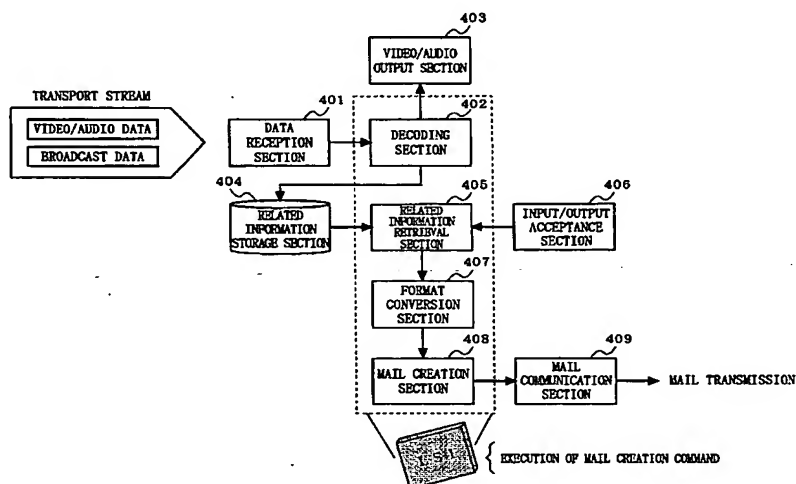 403
VIDEO/AUDIO
OUTPUT SECTION
TRANSPORT STREAM
VIDEO/AUDIO DATA
BROADCAST DATA
401
DATA
RECEPTION
SECTION
402
DECODING
SECTION
404
RELATED
INFORMATION
STORAGE SECTION
405
RELATED
INFORMATION
RETRIEVAL
SECTION
406
INPUT/OUTPUT
ACCEPTANCE
SECTION
407
FORMAT
CONVERSION
SECTION
408
MAIL CREATION
SECTION
409
MAIL
COMMUNICATION
SECTION
MAIL TRANSMISSION
EXECUTION OF MAIL CREATION COMMAND